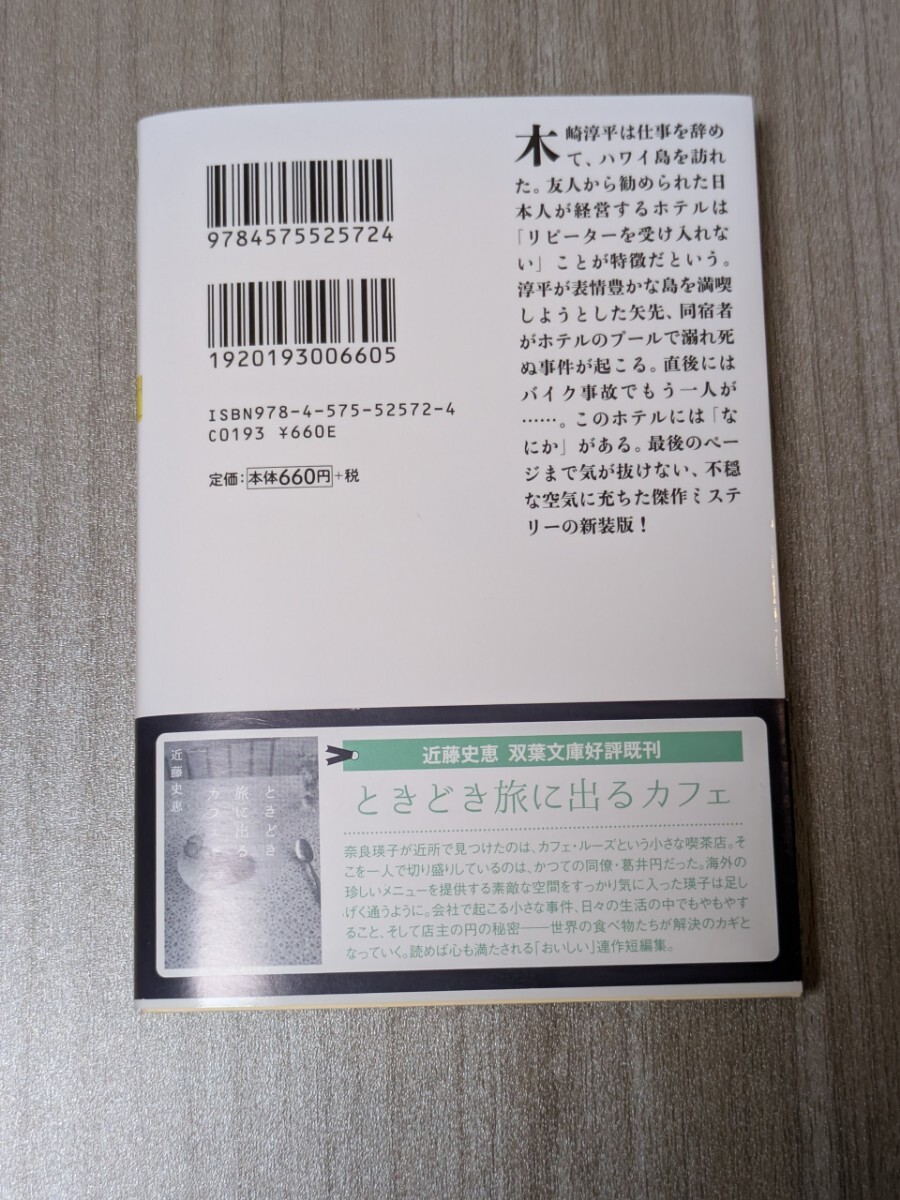 木崎淳平は仕事を辞め
て、ハワイ島を訪れ
た。友人から勧められた日
本人が経営するホテルは
「リピーターを受け入れな
い」ことが特徴だという。
淳平が表情豊かな島を満喫
しようとした矢先、同宿者
がホテルのプールで溺れ死
ぬ事件が起こる。直後には
バイク事故でもう一人が
……。このホテルには「な
にか」がある。最後のペー
ジまで気が抜けない、不穏
な空気に充ちた傑作ミステ
リーの新装版！
9784575525724
1920193006605
ISBN978-4-575-52572-4
C0193 ¥660E
定価：本体660円+税
近藤史恵 双葉文庫好評既刊
ときどき旅に出るカフェ
奈良瑛子が近所で見つけたのは、カフェ・ルーズという小さな喫茶店。そ
こを一人で切り盛りしているのは、かつての同僚・葛井円だった。海外の
珍しいメニューを提供する素敵な空間をすっかり気に入った瑛子は足し
げく通うように。会社で起こる小さな事件、日々の生活の中でもやもやす
ること、そして店主の円の秘密――世界の食べ物たちが解決のカギと
なっていく。読めば心も満たされる「おいしい」連作短編集。
近藤史恵
ときどき
旅に出る
カフェ